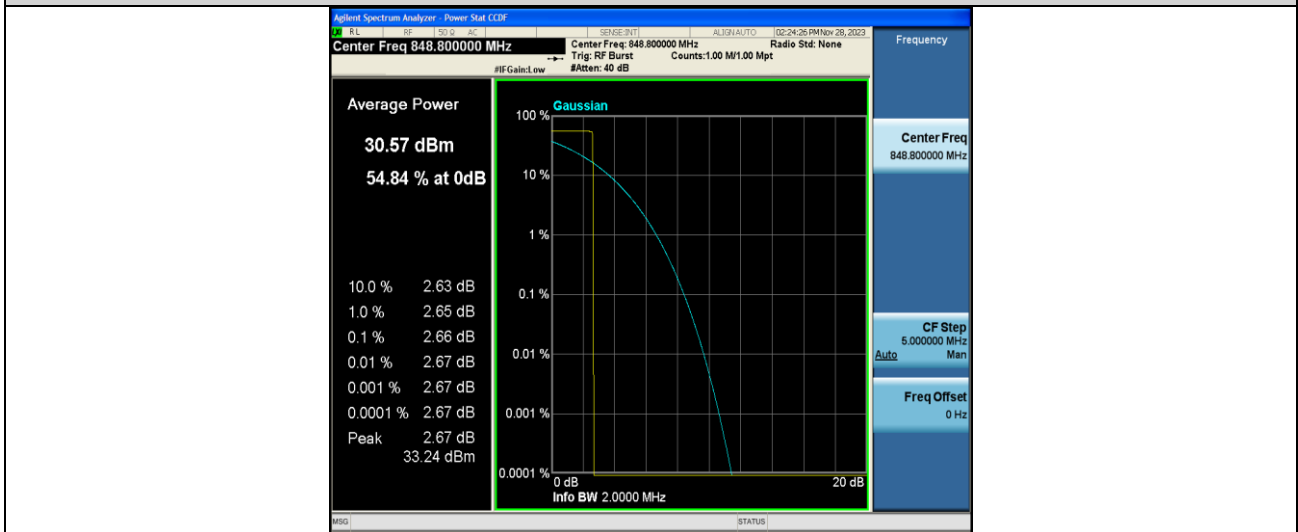 Agilent Spectrum Analyzer - Power Stat CCDF
RL RF 50 Ω AC SENSE:INT ALIGN AUTO 02:24:26 PM Nov 28, 2023
Center Freq 848.800000 MHz
Center Freq: 848.800000 MHz Radio Std: None
Trig: RF Burst Counts:1.00 M/1.00 Mpt
#IFGain:Low #Atten: 40 dB
Frequency
Average Power
30.57 dBm
54.84 % at 0dB
10.0 % 2.63 dB
1.0 % 2.65 dB
0.1 % 2.66 dB
0.01 % 2.67 dB
0.001 % 2.67 dB
0.0001 % 2.67 dB
Peak 2.67 dB
33.24 dBm
Gaussian
100 %
10 %
1 %
0.1 %
0.01 %
0.001 %
0.0001 %
0 dB 20 dB
Info BW 2.0000 MHz
Center Freq
848.800000 MHz
CF Step
5.000000 MHz
Auto Man
Freq Offset
0 Hz
MSG STATUS